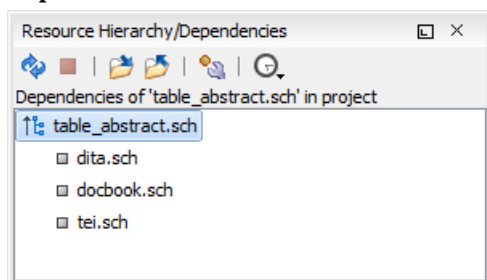 Resource Hierarchy/Dependencies
Dependencies of 'table_abstract.sch' in project
table_abstract.sch
dita.sch
docbook.sch
tei.sch